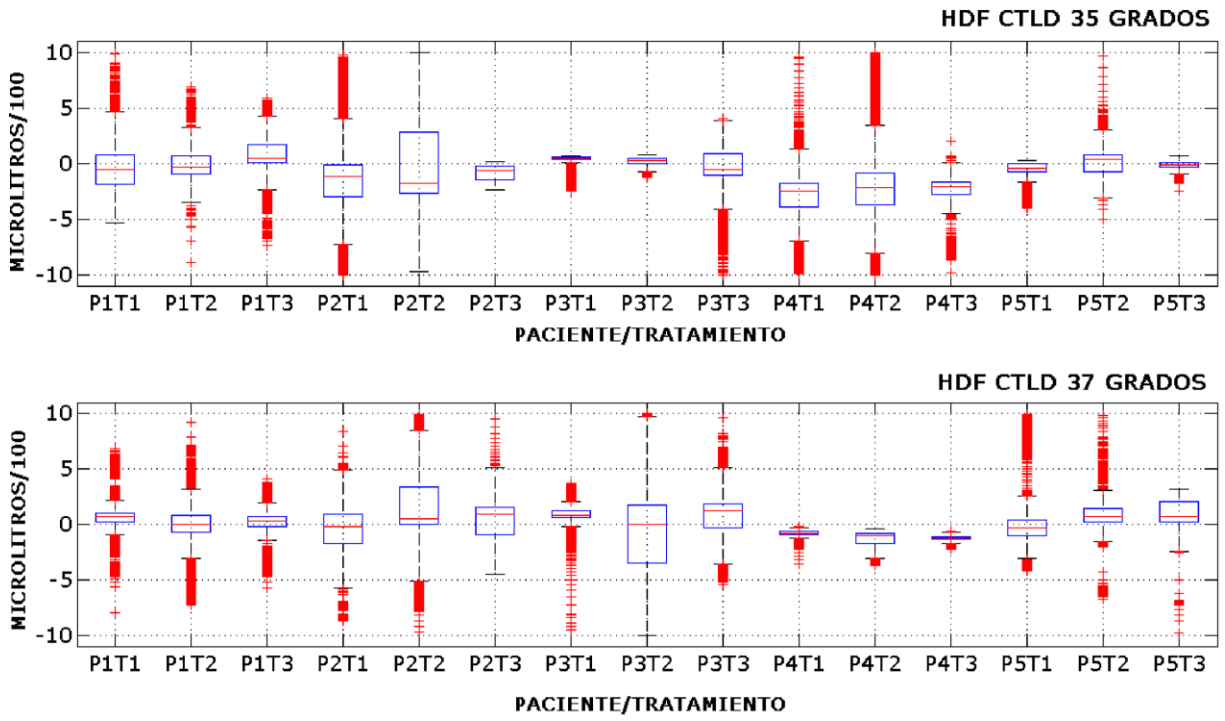 HDF CTLD 35 GRADOS
10
5
0
-5
-10
MICROLITROS/100
P1T1 P1T2 P1T3 P2T1 P2T2 P2T3 P3T1 P3T2 P3T3 P4T1 P4T2 P4T3 P5T1 P5T2 P5T3
PACIENTE/TRATAMIENTO
HDF CTLD 37 GRADOS
10
5
0
-5
-10
MICROLITROS/100
P1T1 P1T2 P1T3 P2T1 P2T2 P2T3 P3T1 P3T2 P3T3 P4T1 P4T2 P4T3 P5T1 P5T2 P5T3
PACIENTE/TRATAMIENTO